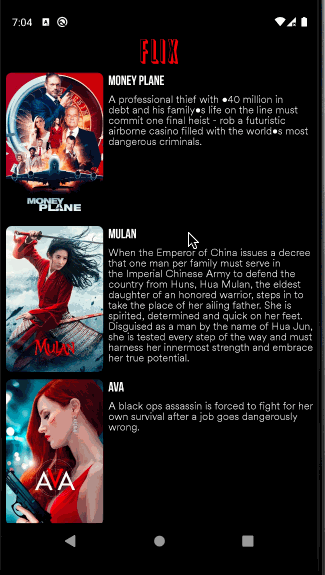 7:04
FLIX
MONEY PLANE
A professional thief with ●40 million in
debt and his family●s life on the line must
commit one final heist - rob a futuristic
airborne casino filled with the world●s most
dangerous criminals.
MONEY
PLANE
MULAN
When the Emperor of China issues a decree
that one man per family must serve in
the Imperial Chinese Army to defend the
country from Huns, Hua Mulan, the eldest
daughter of an honored warrior, steps in to
take the place of her ailing father. She is
spirited, determined and quick on her feet.
Disguised as a man by the name of Hua Jun,
she is tested every step of the way and must
harness her innermost strength and embrace
her true potential.
MULAN
AVA
A black ops assassin is forced to fight for her
own survival after a job goes dangerously
wrong.
AVA